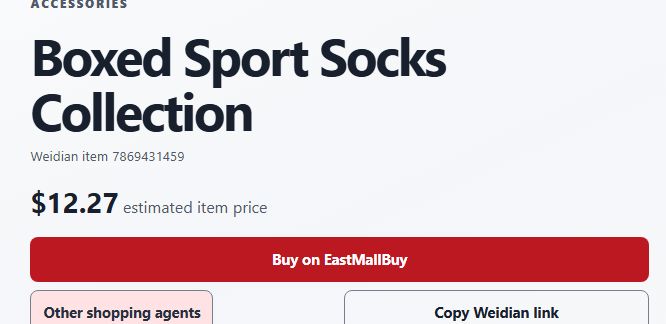 ACCESSORIES
Boxed Sport Socks
Collection
Weidian item 7869431459
$12.27 estimated item price
Buy on EastMallBuy
Other shopping agents
Copy Weidian link